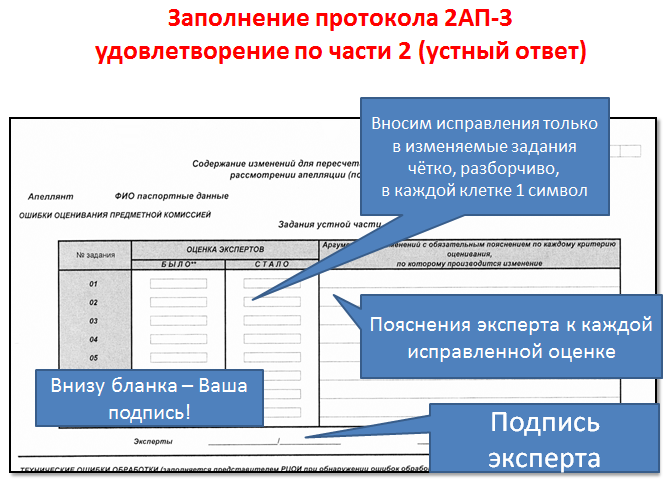 Заполнение протокола 2АП-3
удовлетворение по части 2 (устный ответ)
Вносим исправления только
в изменяемые задания
чётко, разборчиво,
в каждой клетке 1 символ
Содержание изменений для пересчет
рассмотрении апелляции (по
Апеллянт ФИО паспортные данные
ОШИБКИ ОЦЕНИВАНИЯ ПРЕДМЕТНОЙ КОМИССИЕЙ
Задания устной части
№ задания
ОЦЕНКА ЭКСПЕРТОВ
БЫЛО**
СТАЛО
Аргум менений с обязательным пояснением по каждому критерию
оценивания,
по которому производится изменение
01
02
03
04
05
Пояснения эксперта к каждой
исправленной оценке
Внизу бланка – Ваша
подпись!
Эксперты /
Подпись
эксперта
ТЕХНИЧЕСКИЕ ОШИБКИ ОБРАБОТКИ (заполняется представителем РЦОИ при обнаружении ошибок обрабо